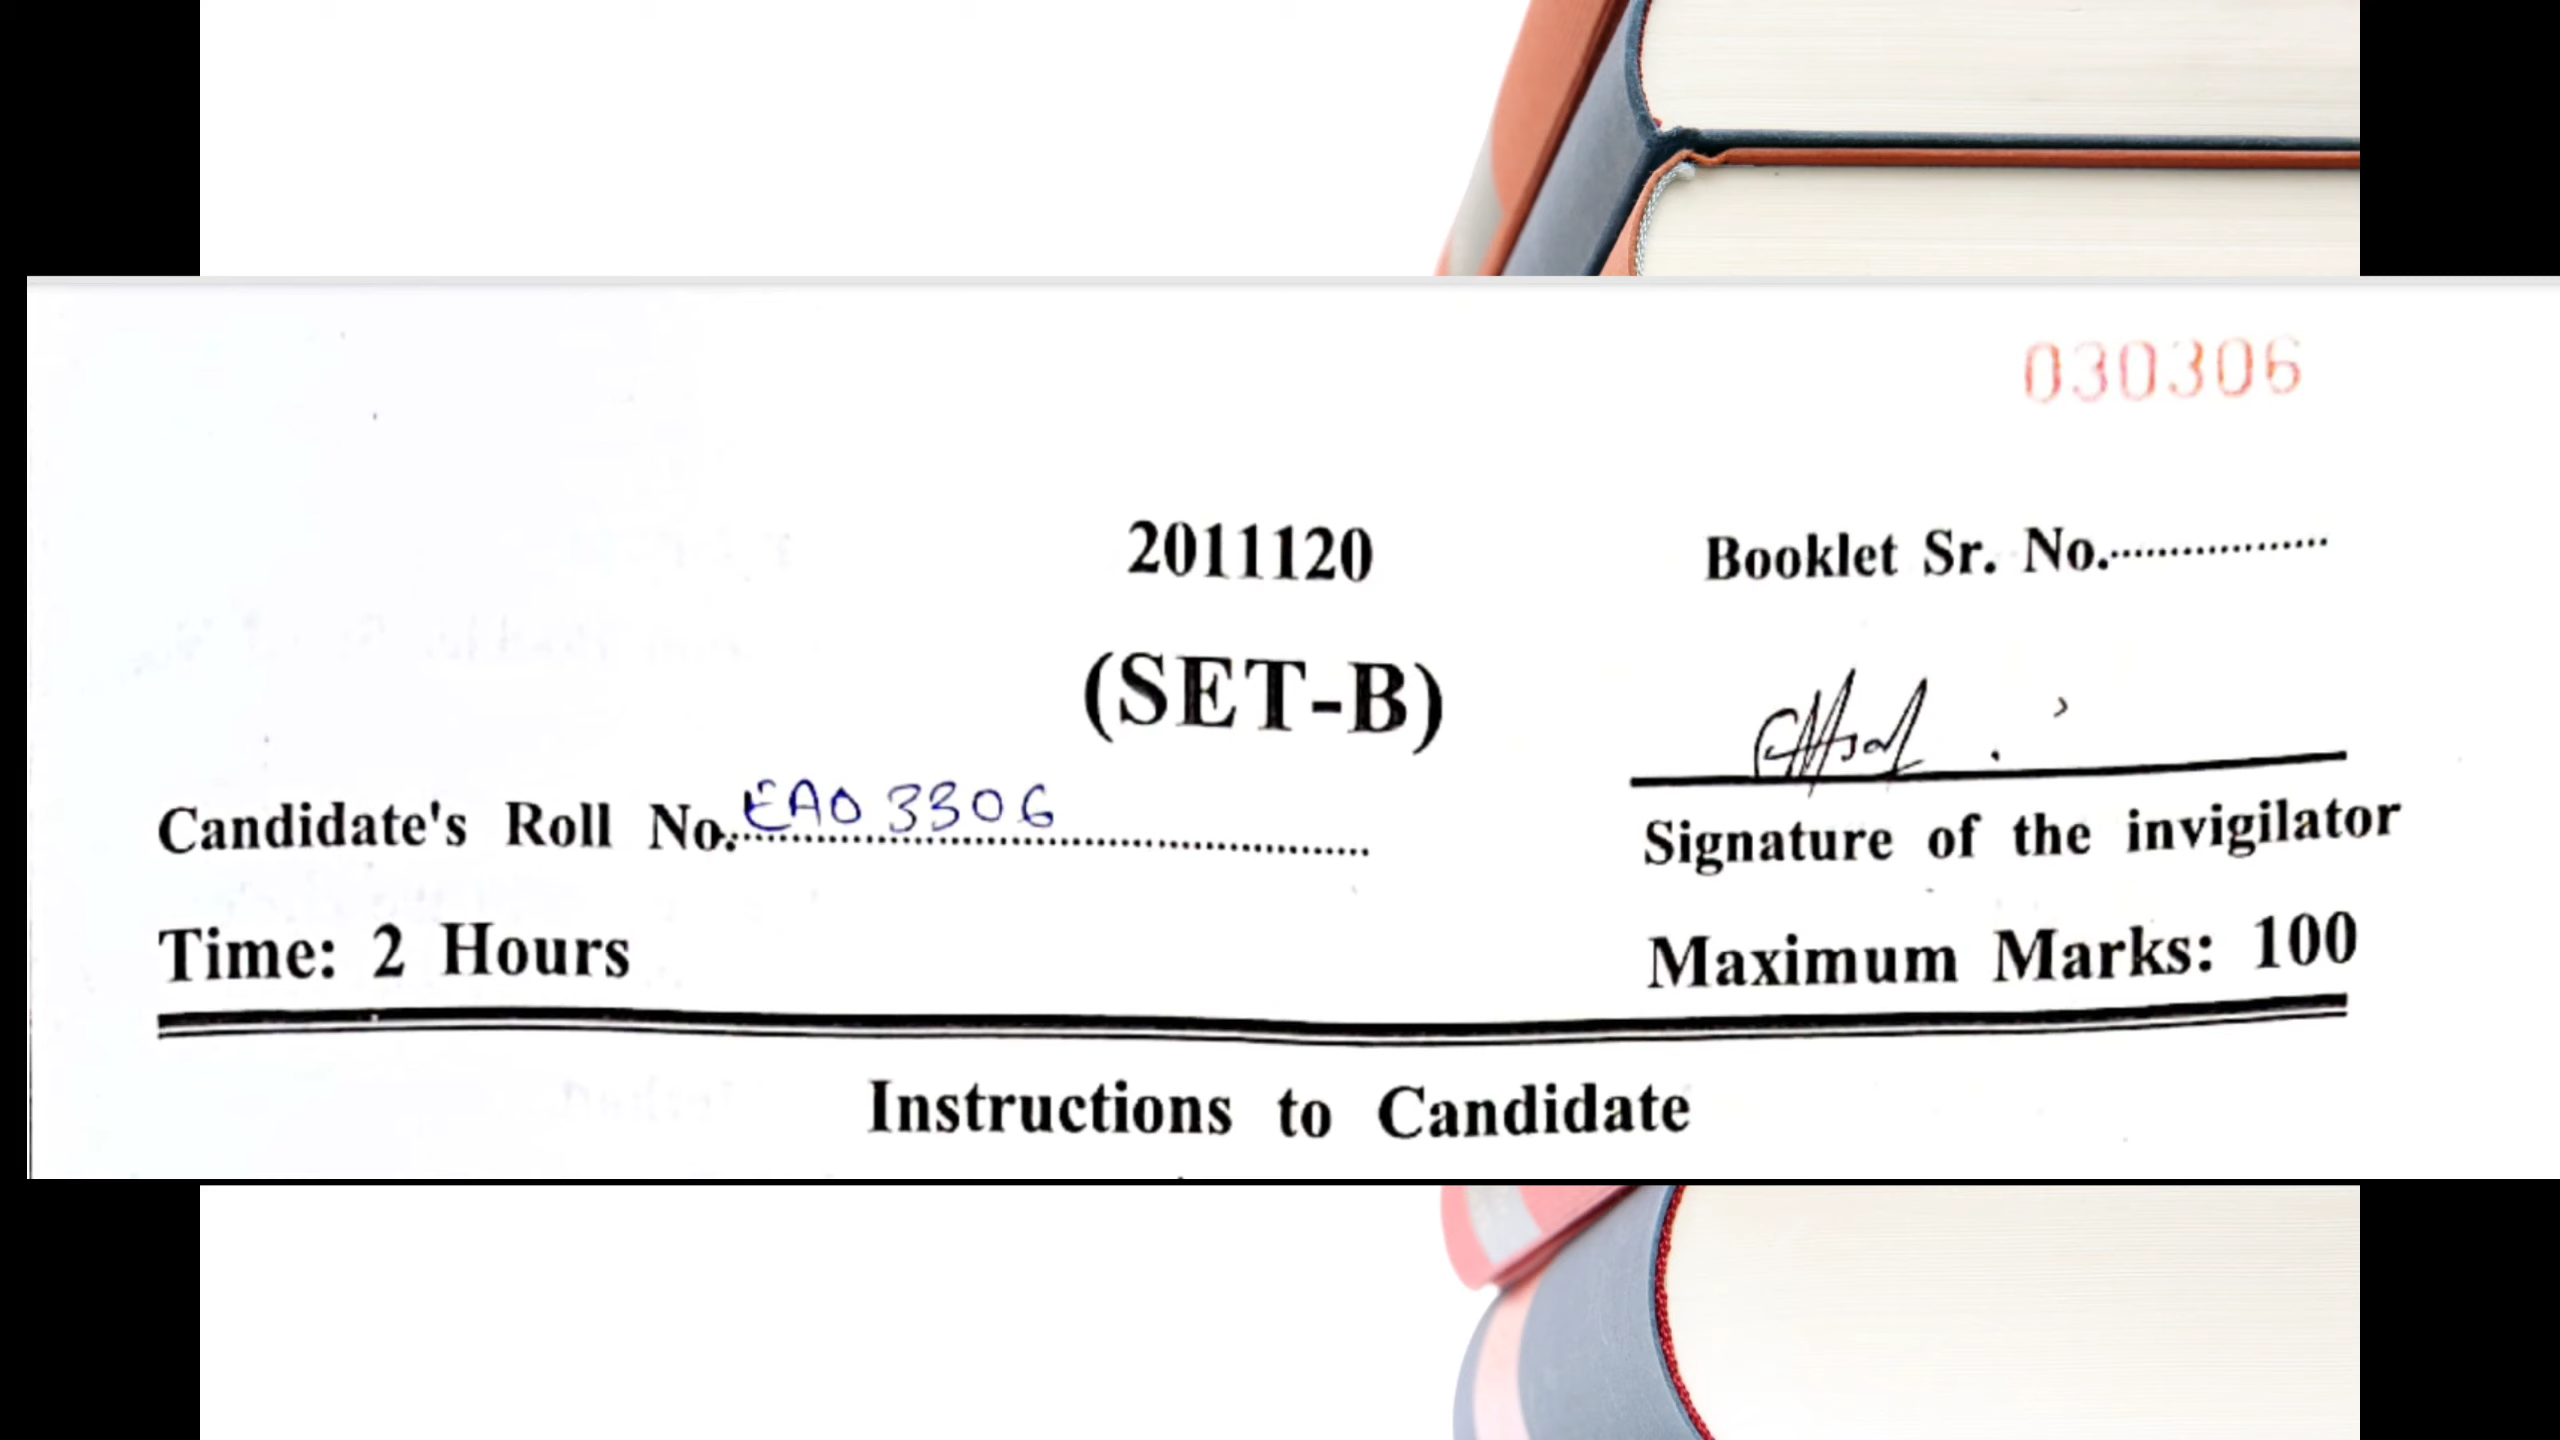 030306
2011120
Booklet Sr. No..................
(SET-B)
Candidate's Roll No. EAO 3306
Signature of the invigilator
Time: 2 Hours
Maximum Marks: 100
Instructions to Candidate